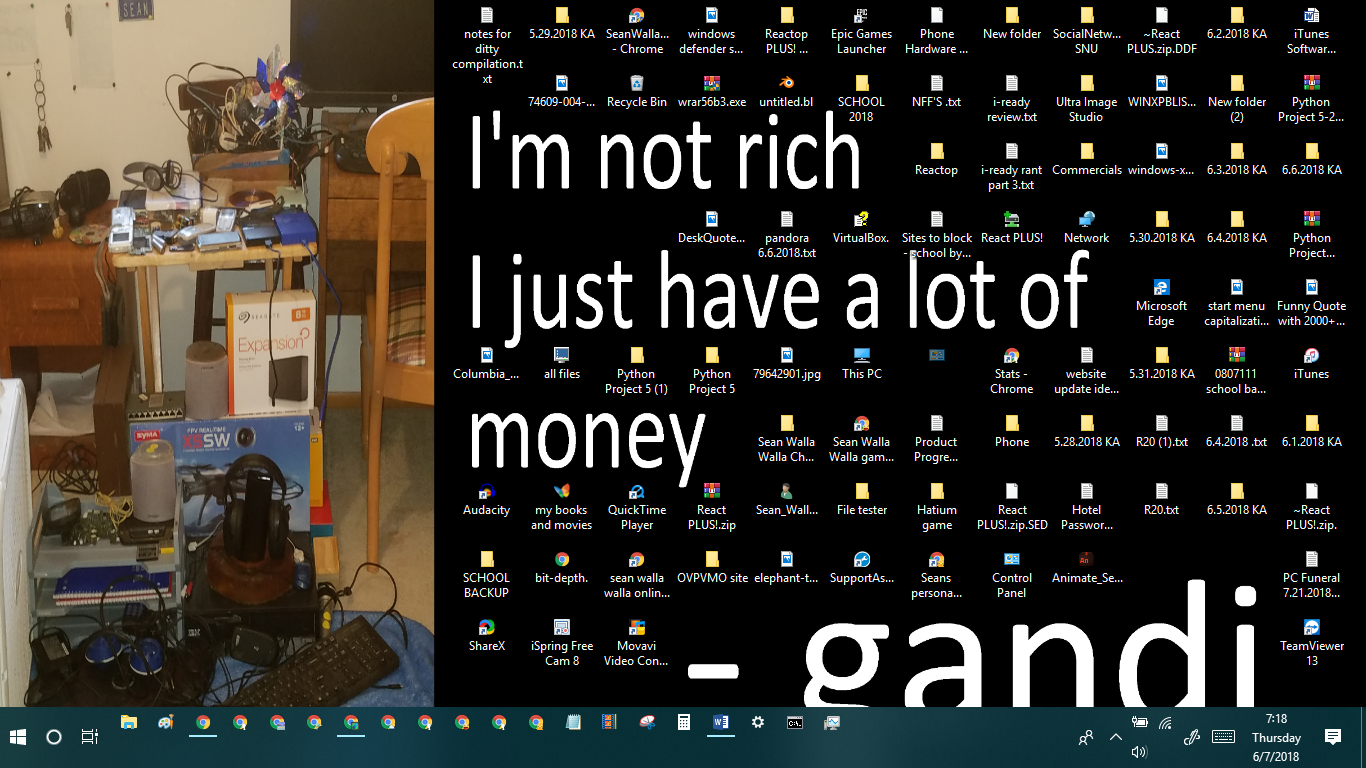 SEAN
SEAGATE
8
Expansion
SYMA
FPV REAL-TIME
X5SW
12+
notes for ditty compilation.t xt
5.29.2018 KA
SeanWalla... - Chrome
windows defender s...
Reactop PLUS! ...
Epic Games Launcher
Phone Hardware ...
New folder
SocialNetw... SNU
~React PLUS.zip.DDF
6.2.2018 KA
iTunes Softwar...
74609-004-...
Recycle Bin
wrar56b3.exe
untitled.bl
SCHOOL 2018
NFF'S .txt
i-ready review.txt
Ultra Image Studio
WINXPBLIS...
New folder (2)
Python Project 5-2...
I'm not rich
Reactop
i-ready rant part 3.txt
Commercials
windows-x...
6.3.2018 KA
6.6.2018 KA
DeskQuote...
pandora 6.6.2018.txt
VirtualBox.
Sites to block - school by...
React PLUS!
Network
5.30.2018 KA
6.4.2018 KA
Python Project...
I just have a lot of
Microsoft Edge
start menu capitalizati...
Funny Quote with 2000+...
Columbia_...
all files
Python Project 5 (1)
Python Project 5
79642901.jpg
This PC
Stats - Chrome
website update ide...
5.31.2018 KA
0807111 school ba...
iTunes
money
Sean Walla Walla Ch...
Sean Walla Walla gam...
Product Progre...
Phone
5.28.2018 KA
R20 (1).txt
6.4.2018 .txt
6.1.2018 KA
Audacity
my books and movies
QuickTime Player
React PLUS!.zip
Sean_Wall...
File tester
Hatium game
React PLUS!.zip.SED
Hotel Passwor...
R20.txt
6.5.2018 KA
~React PLUS!.zip.
SCHOOL BACKUP
bit-depth.
sean walla walla onlin...
OVPVMO site
elephant-t...
SupportAs...
Seans persona...
Control Panel
Animate_Se...
PC Funeral 7.21.2018...
ShareX
iSpring Free Cam 8
Movavi Video Con...
- gandi
TeamViewer 13
7:18
Thursday
6/7/2018